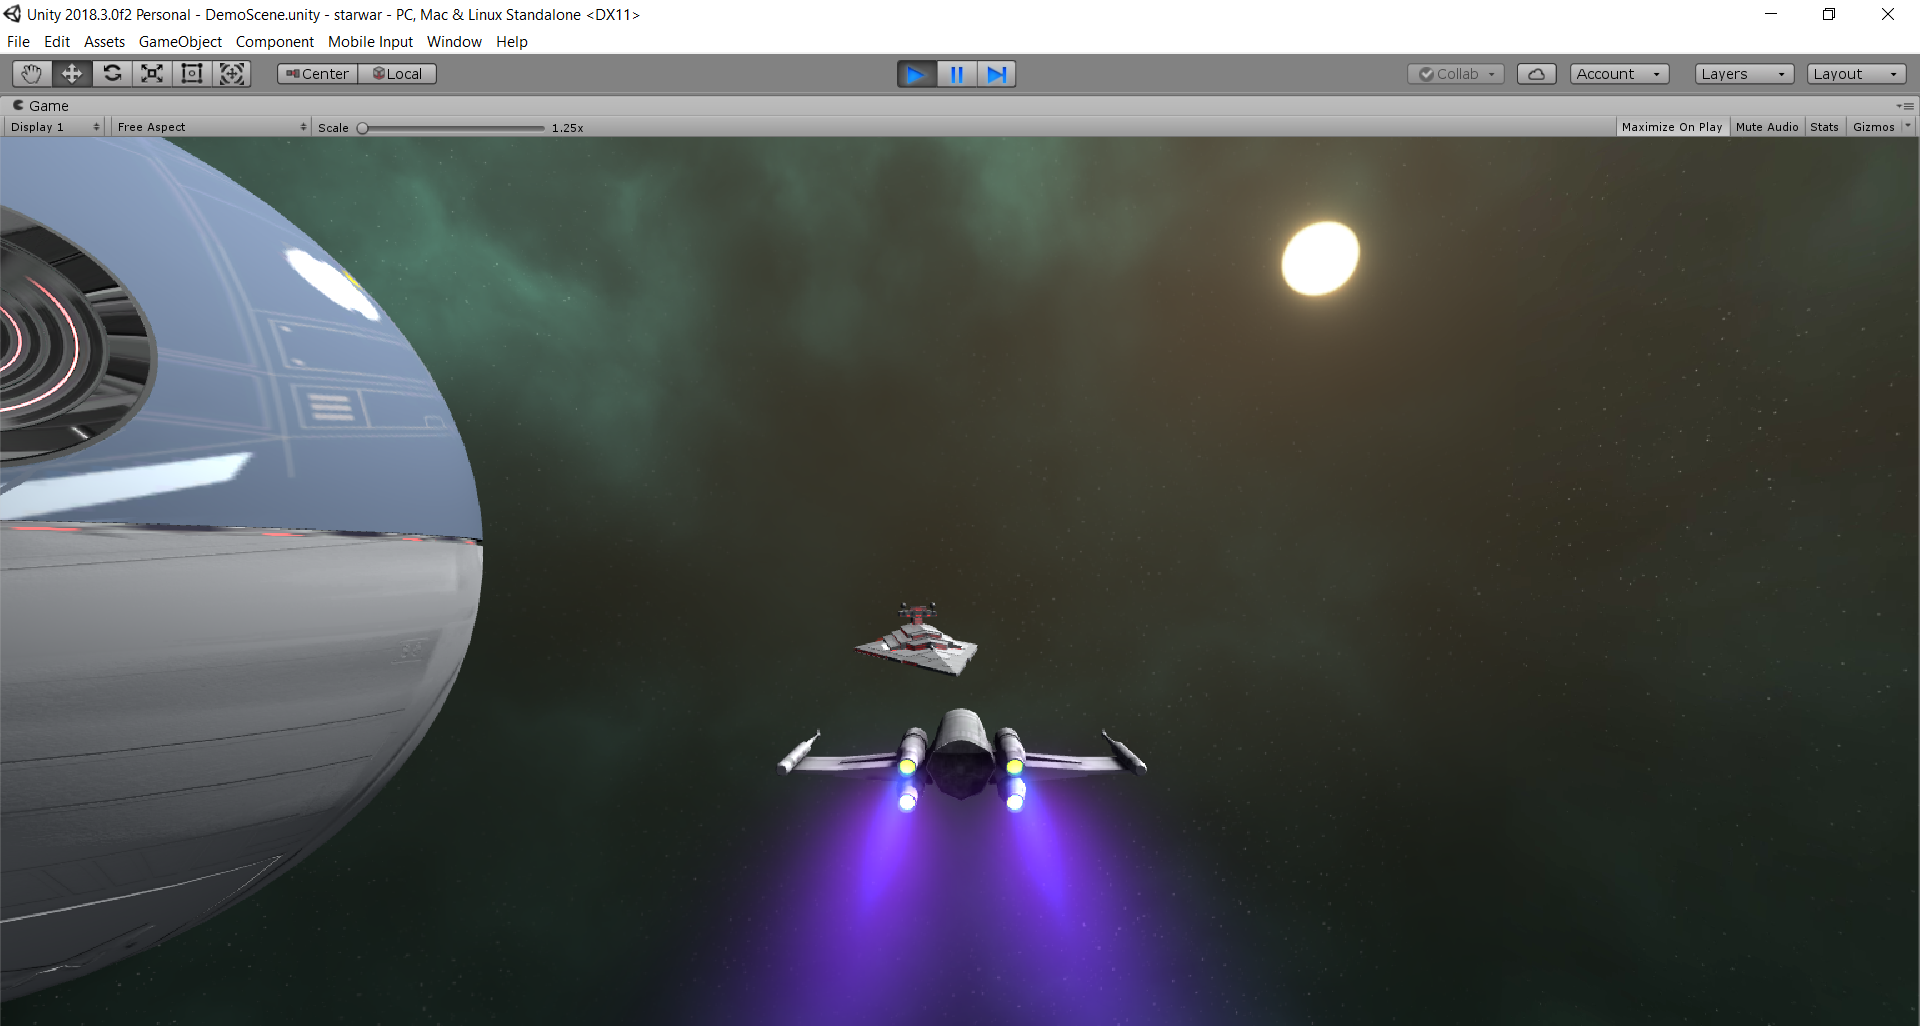 Unity 2018.3.0f2 Personal - DemoScene.unity - starwar - PC, Mac & Linux Standalone <DX11>
File Edit Assets GameObject Component Mobile Input Window Help
Center Local Collab Account Layers Layout
Game
Display 1 Free Aspect Scale 1.25x Maximize On Play Mute Audio Stats Gizmos